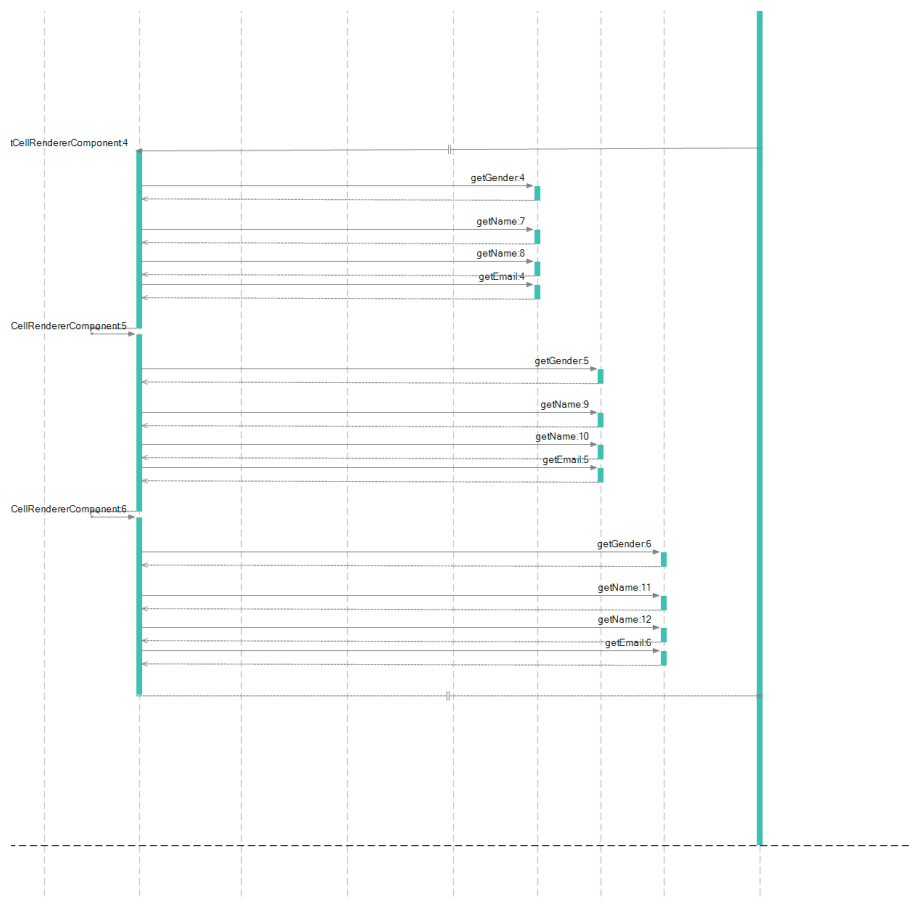 tCellRendererComponent:4
getGender:4
getName:7
getName:8
getEmail:4
CellRendererComponent:5
getGender:5
getName:9
getName:10
getEmail:5
CellRendererComponent:6
getGender:6
getName:11
getName:12
getEmail:6